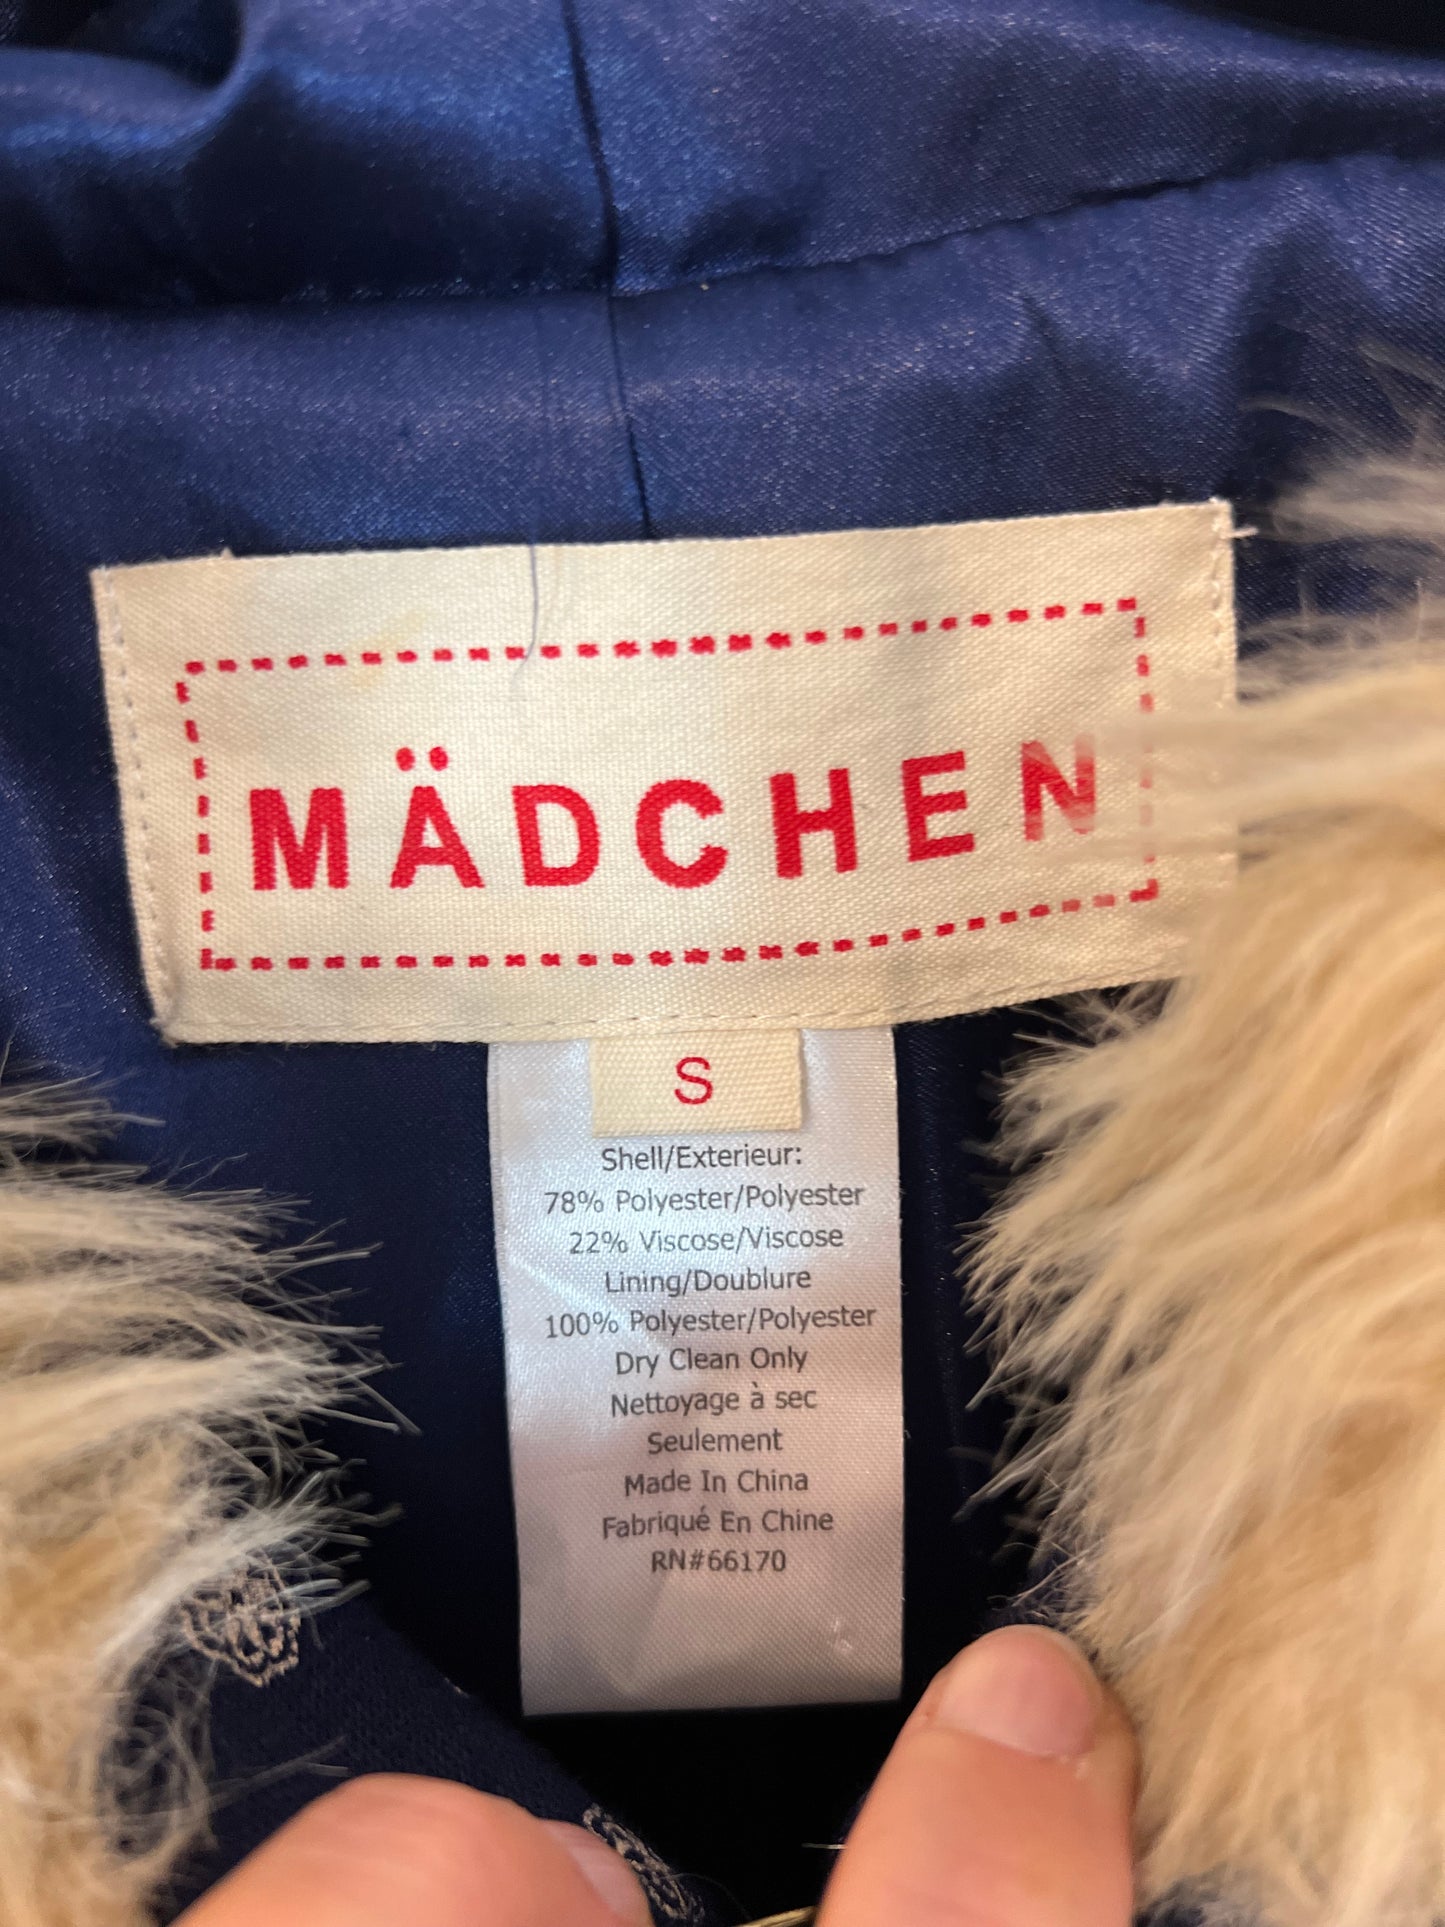 MÄDCHEN
S
Shell/Exterieur:
78% Polyester/Polyester
22% Viscose/Viscose
Lining/Doublure
100% Polyester/Polyester
Dry Clean Only
Nettoyage à sec
Seulement
Made In China
Fabriqué En Chine
RN#66170